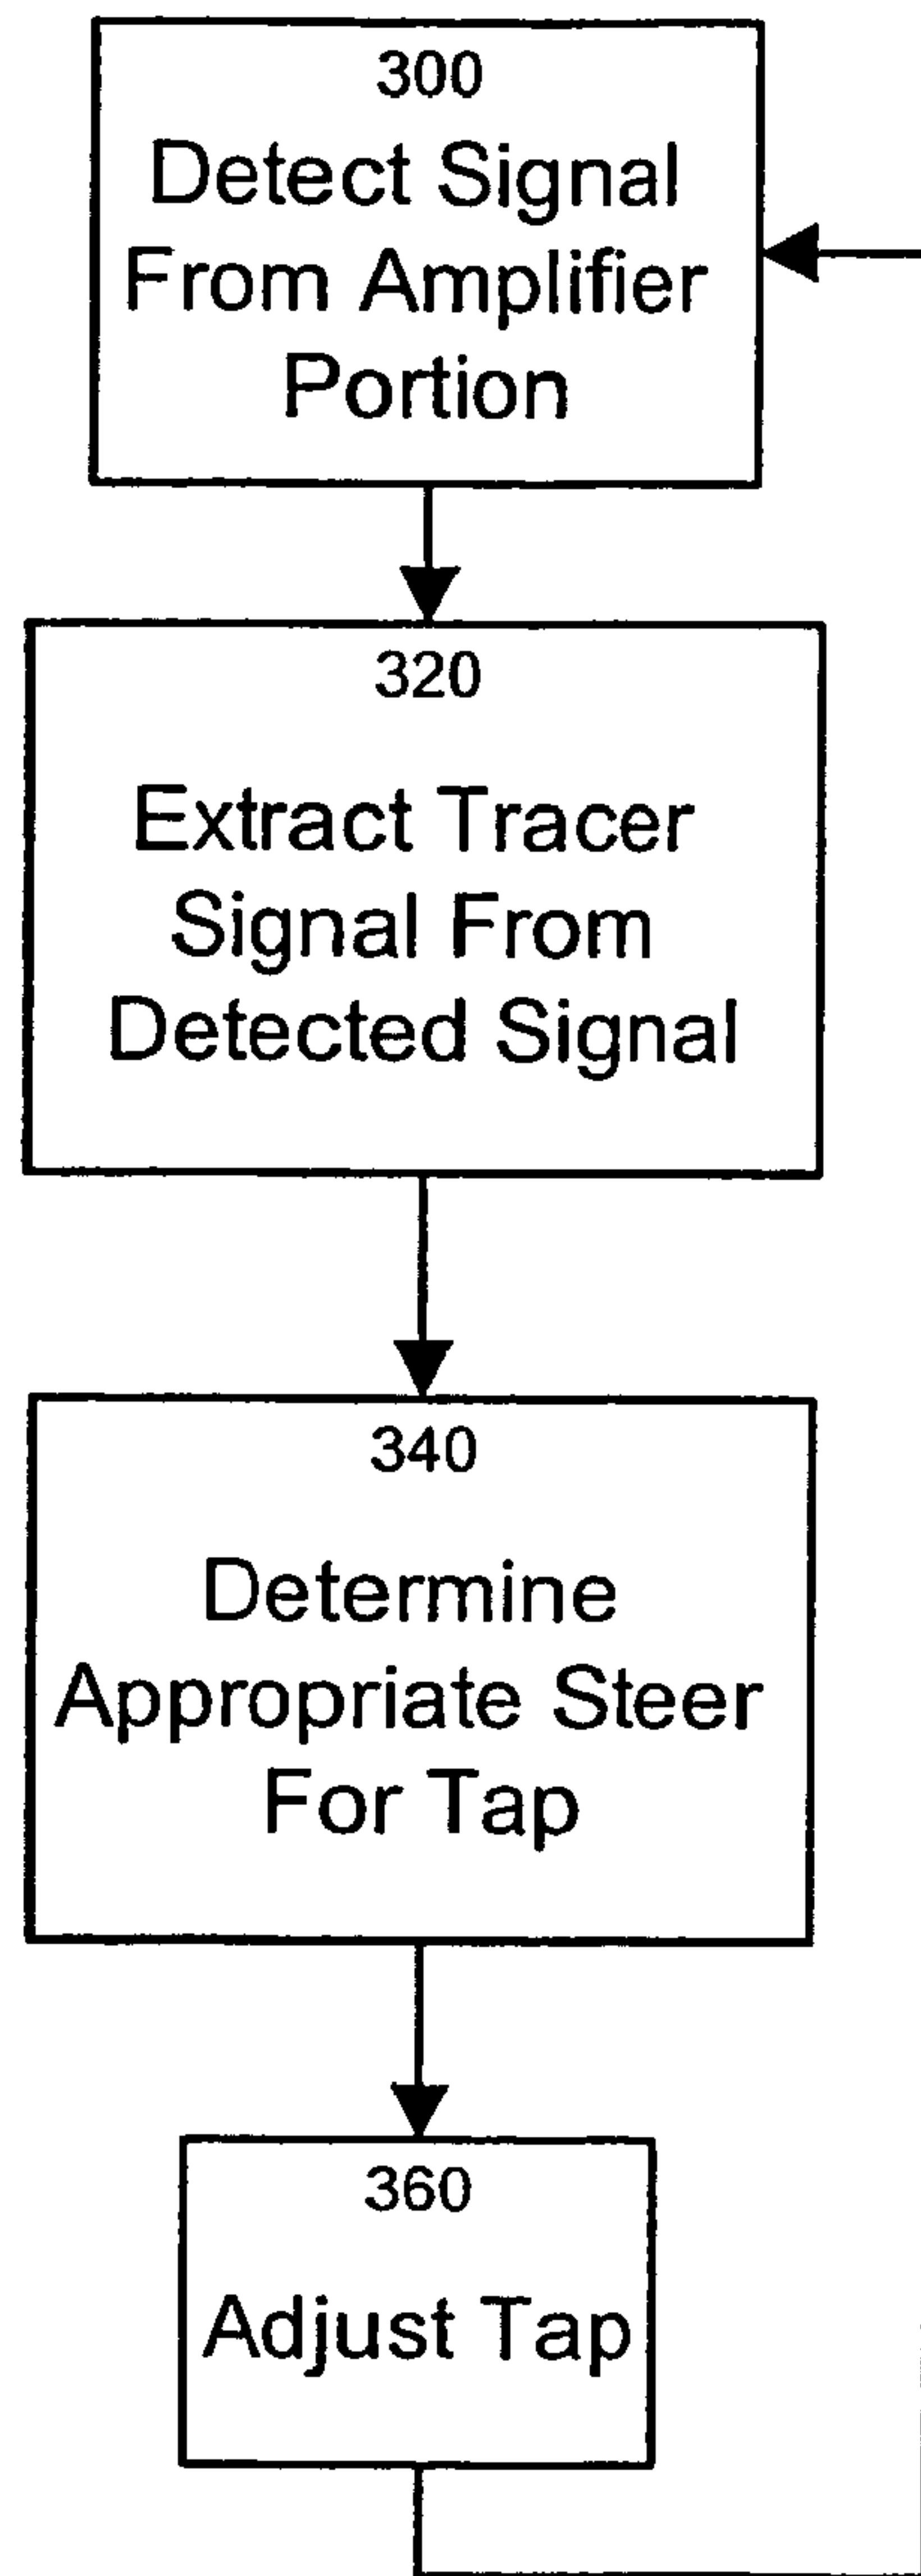 300
Detect Signal
From Amplifier
Portion
320
Extract Tracer
Signal From
Detected Signal
340
Determine
Appropriate Steer
For Tap
360
Adjust Tap